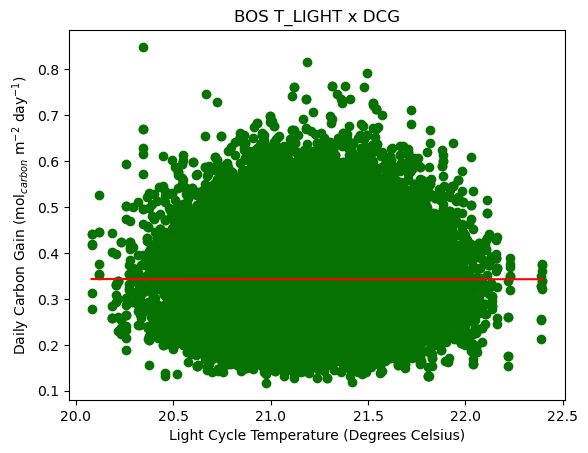 BOS T_LIGHT x DCG
Daily Carbon Gain (mol_carbon m⁻² day⁻¹)
0.8
0.7
0.6
0.5
0.4
0.3
0.2
0.1
20.0 20.5 21.0 21.5 22.0 22.5
Light Cycle Temperature (Degrees Celsius)